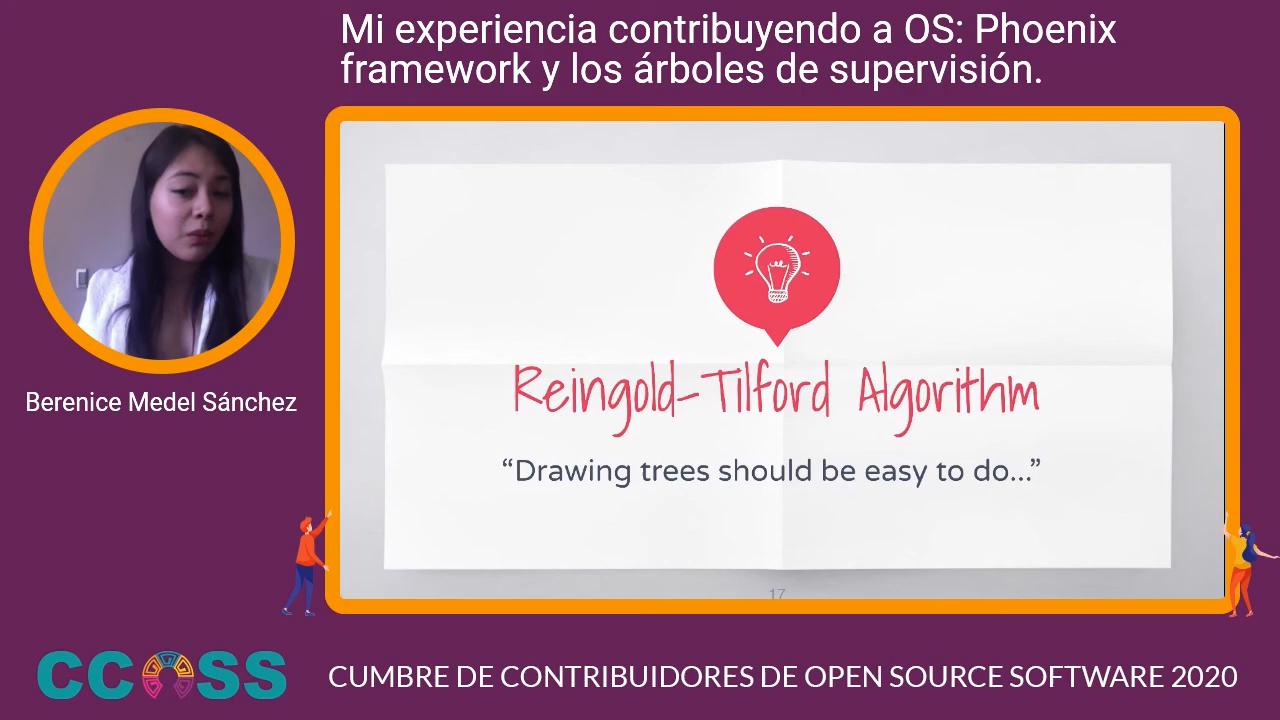 Mi experiencia contribuyendo a OS: Phoenix
framework y los árboles de supervisión.
Berenice Medel Sánchez
Reingold-Tilford Algorithm
“Drawing trees should be easy to do...”
17
CCOSS
CUMBRE DE CONTRIBUIDORES DE OPEN SOURCE SOFTWARE 2020